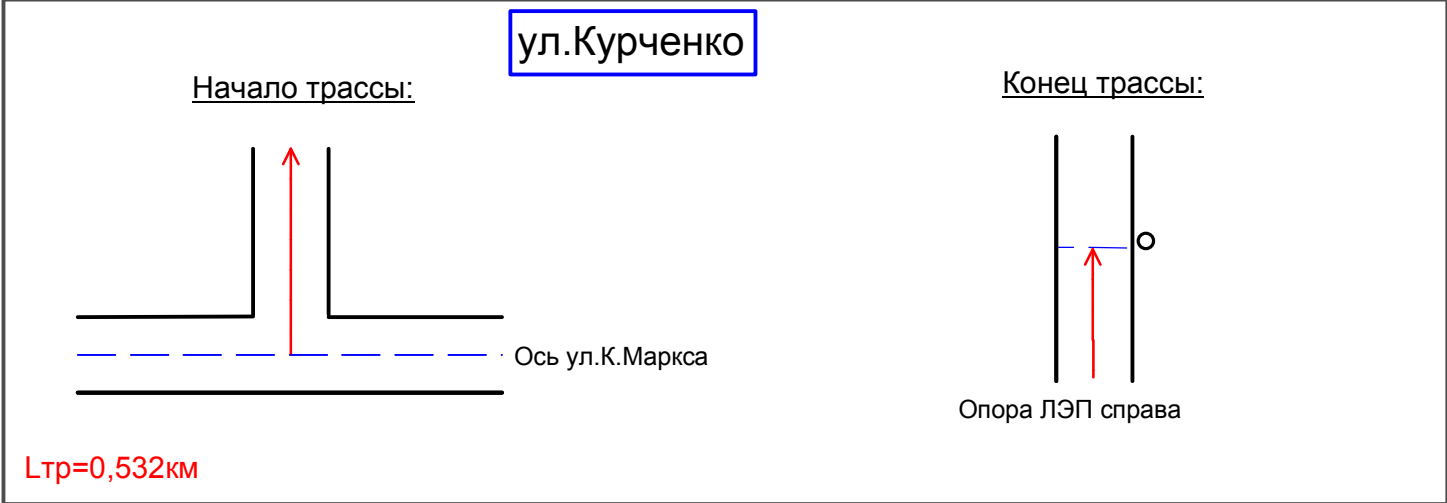 ул.Курченко
Начало трассы:
Конец трассы:
Ось ул.К.Маркса
Опора ЛЭП справа
Lтр=0,532км